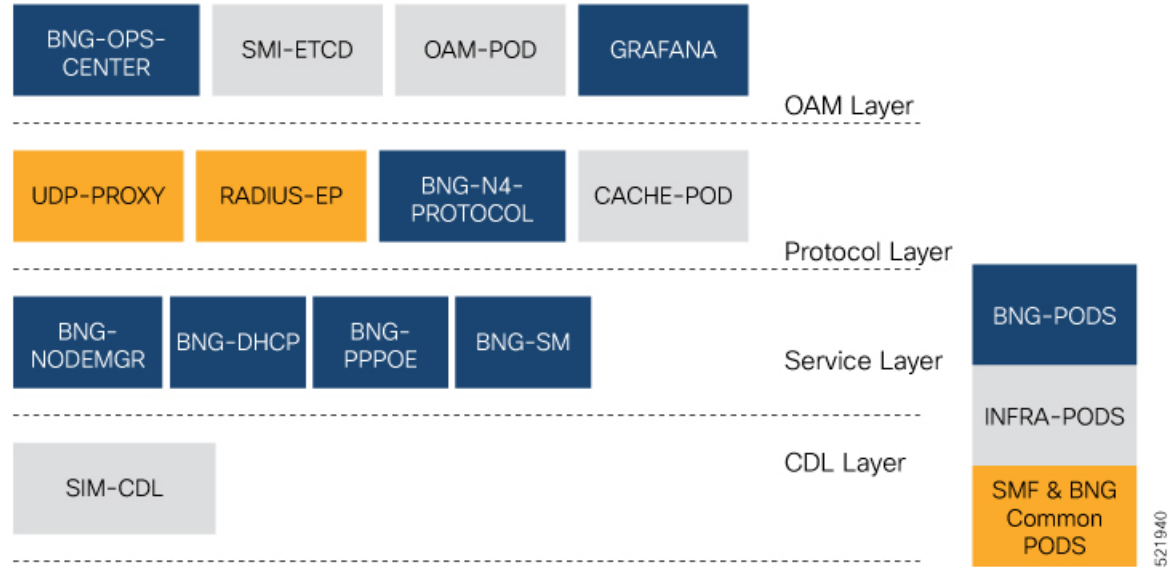 BNG-OPS-
CENTER
SMI-ETCD
OAM-POD
GRAFANA
OAM Layer
UDP-PROXY
RADIUS-EP
BNG-N4-
PROTOCOL
CACHE-POD
Protocol Layer
BNG-
NODEMGR
BNG-DHCP
BNG-
PPPOE
BNG-SM
Service Layer
SIM-CDL
CDL Layer
BNG-PODS
INFRA-PODS
SMF & BNG
Common
PODS
521940